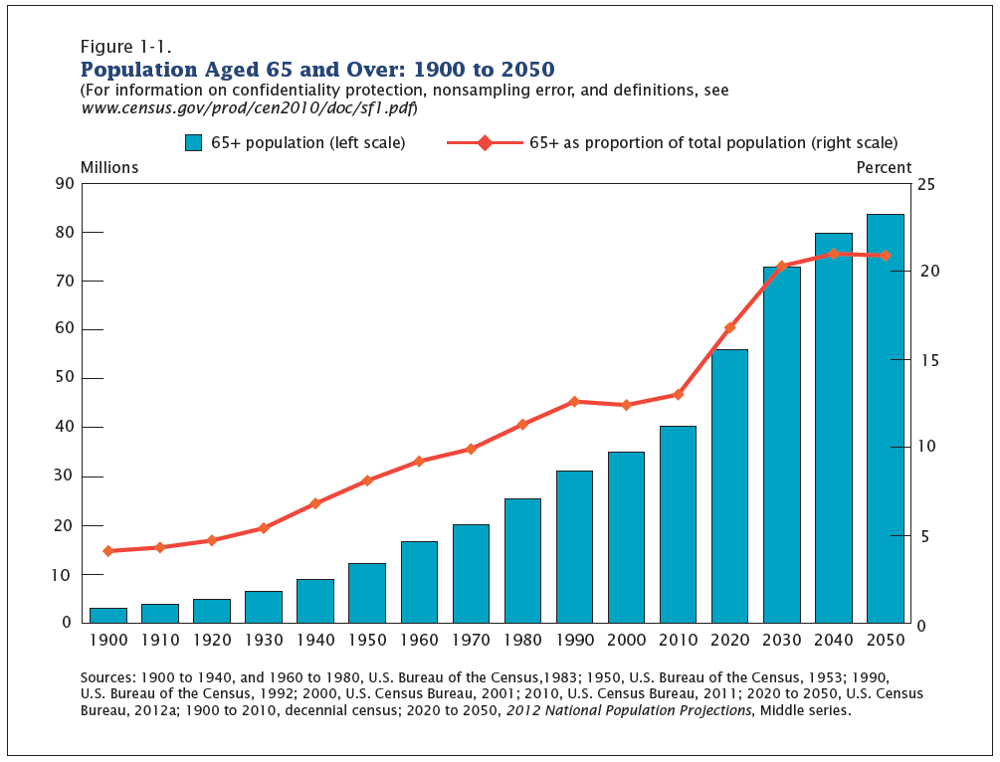 Figure 1-1.
Population Aged 65 and Over: 1900 to 2050
(For information on confidentiality protection, nonsampling error, and definitions, see
www.census.gov/prod/cen2010/doc/sf1.pdf)
65+ population (left scale)
65+ as proportion of total population (right scale)
Millions
Percent
90
80
70
60
50
40
30
20
10
0
25
20
15
10
5
0
1900 1910 1920 1930 1940 1950 1960 1970 1980 1990 2000 2010 2020 2030 2040 2050
Sources: 1900 to 1940, and 1960 to 1980, U.S. Bureau of the Census,1983; 1950, U.S. Bureau of the Census, 1953; 1990,
U.S. Bureau of the Census, 1992; 2000, U.S. Census Bureau, 2001; 2010, U.S. Census Bureau, 2011; 2020 to 2050, U.S. Census
Bureau, 2012a; 1900 to 2010, decennial census; 2020 to 2050, 2012 National Population Projections, Middle series.